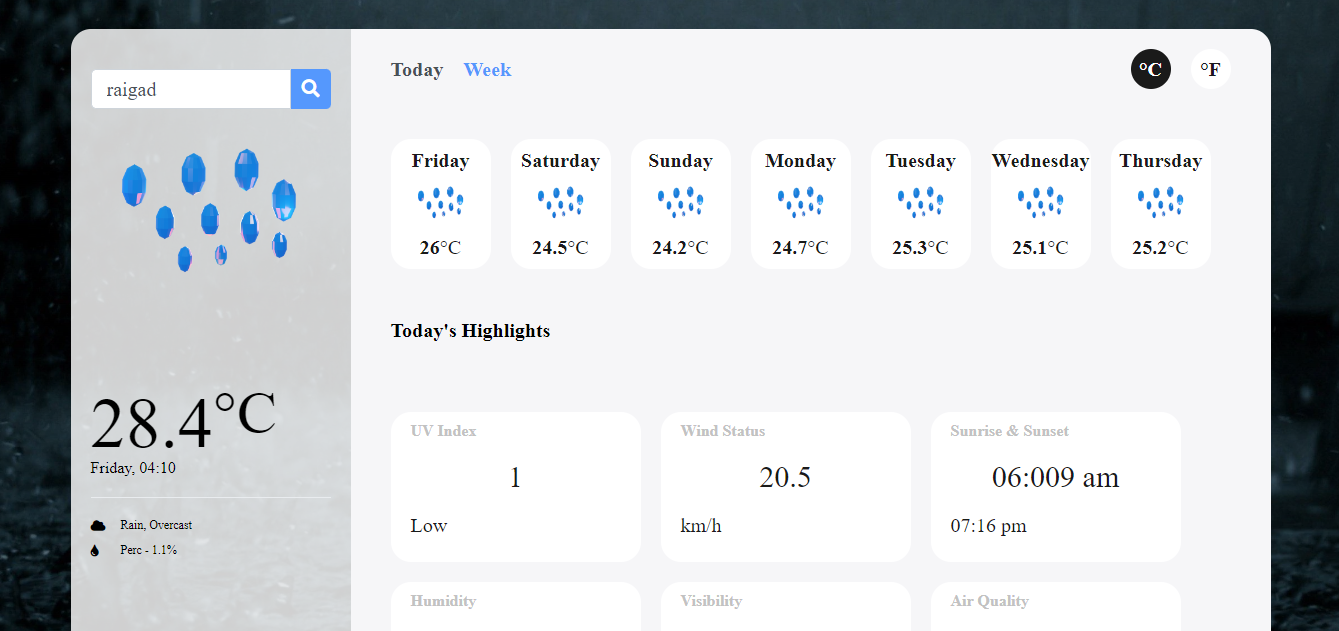 raigad
28.4°C
Friday, 04:10
Rain, Overcast
Perc - 1.1%
Today Week
°C °F
Friday Saturday Sunday Monday Tuesday Wednesday Thursday
26°C 24.5°C 24.2°C 24.7°C 25.3°C 25.1°C 25.2°C
Today's Highlights
UV Index
1
Low
Wind Status
20.5
km/h
Sunrise & Sunset
06:009 am
07:16 pm
Humidity
Visibility
Air Quality